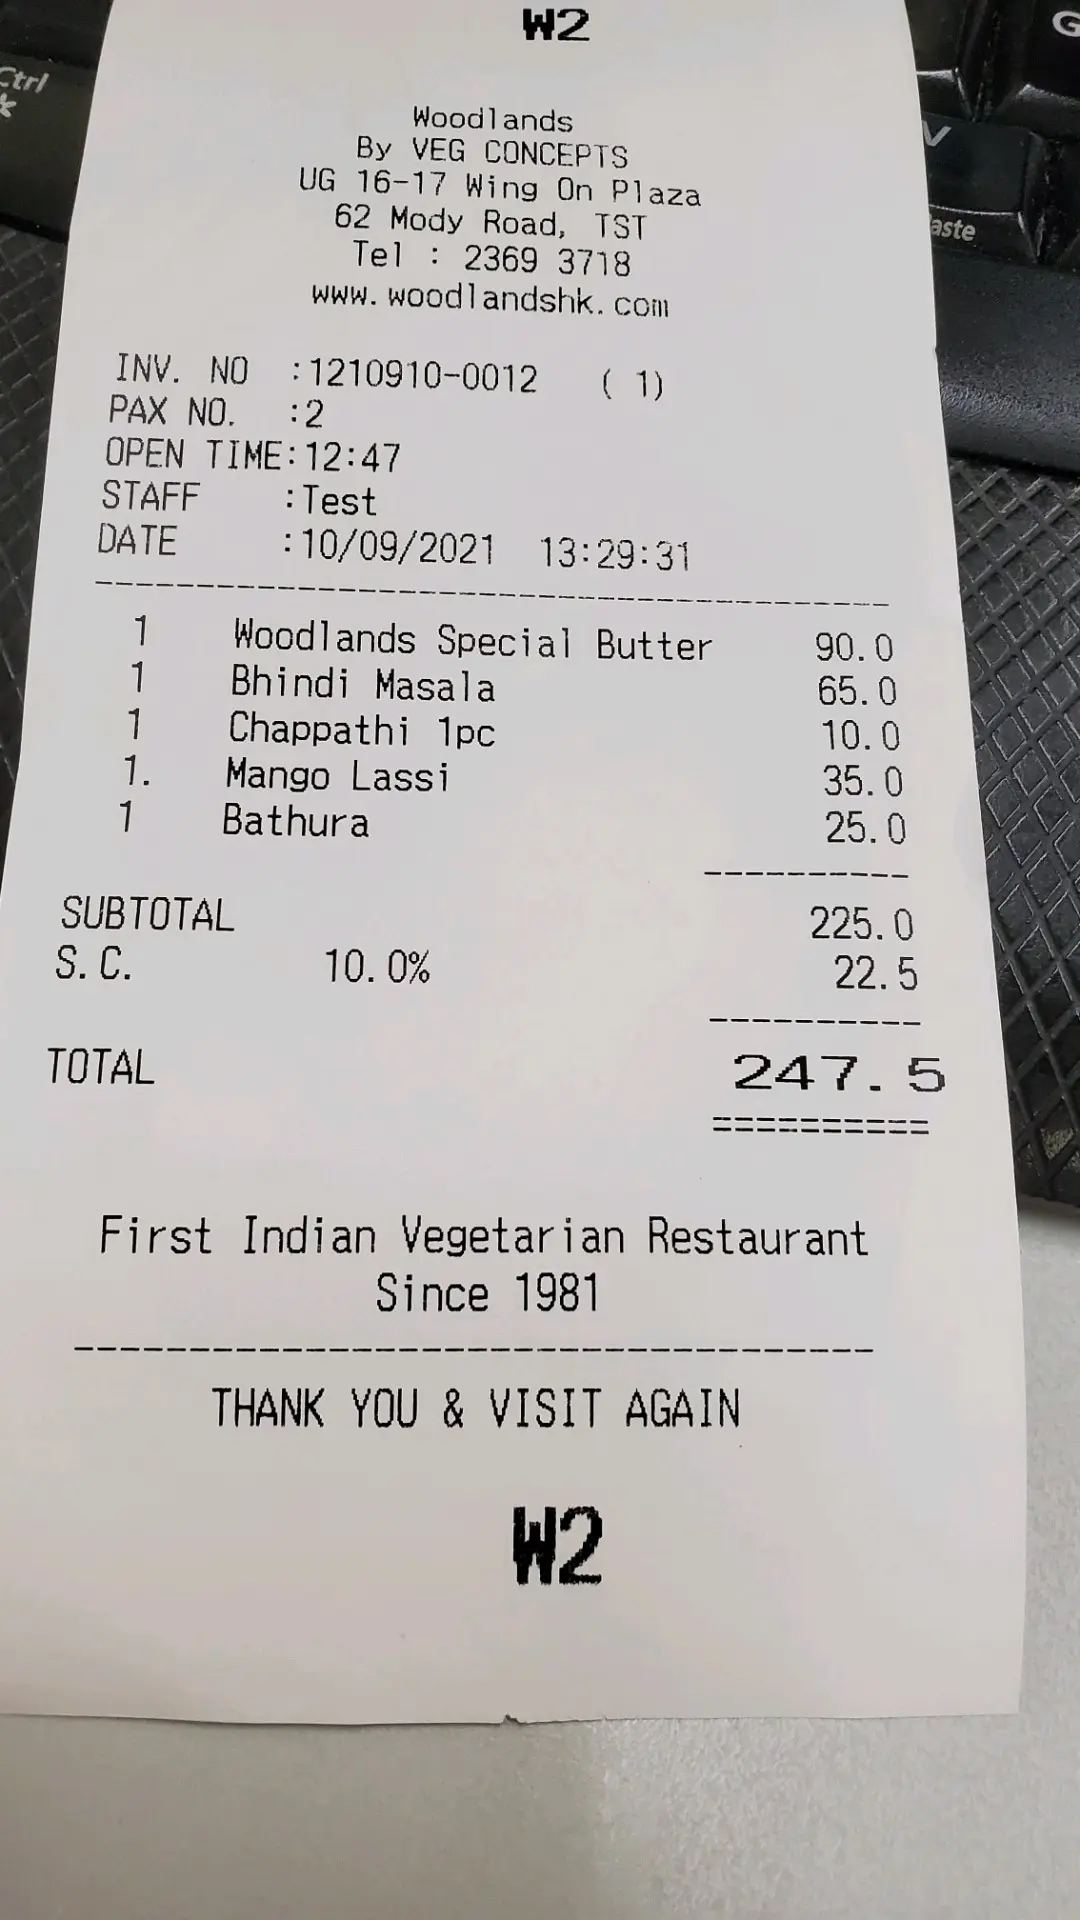 W2
Woodlands
By VEG CONCEPTS
UG 16-17 Wing On Plaza
62 Mody Road, TST
Tel : 2369 3718
www.woodlandshk.com
INV. NO :1210910-0012 ( 1)
PAX NO. :2
OPEN TIME:12:47
STAFF :Test
DATE :10/09/2021 13:29:31
1 Woodlands Special Butter 90.0
1 Bhindi Masala 65.0
1 Chappathi 1pc 10.0
1. Mango Lassi 35.0
1 Bathura 25.0
SUBTOTAL 225.0
S.C. 10.0% 22.5
TOTAL 247.5
First Indian Vegetarian Restaurant
Since 1981
THANK YOU & VISIT AGAIN
W2
Ctrl
G
V
aste